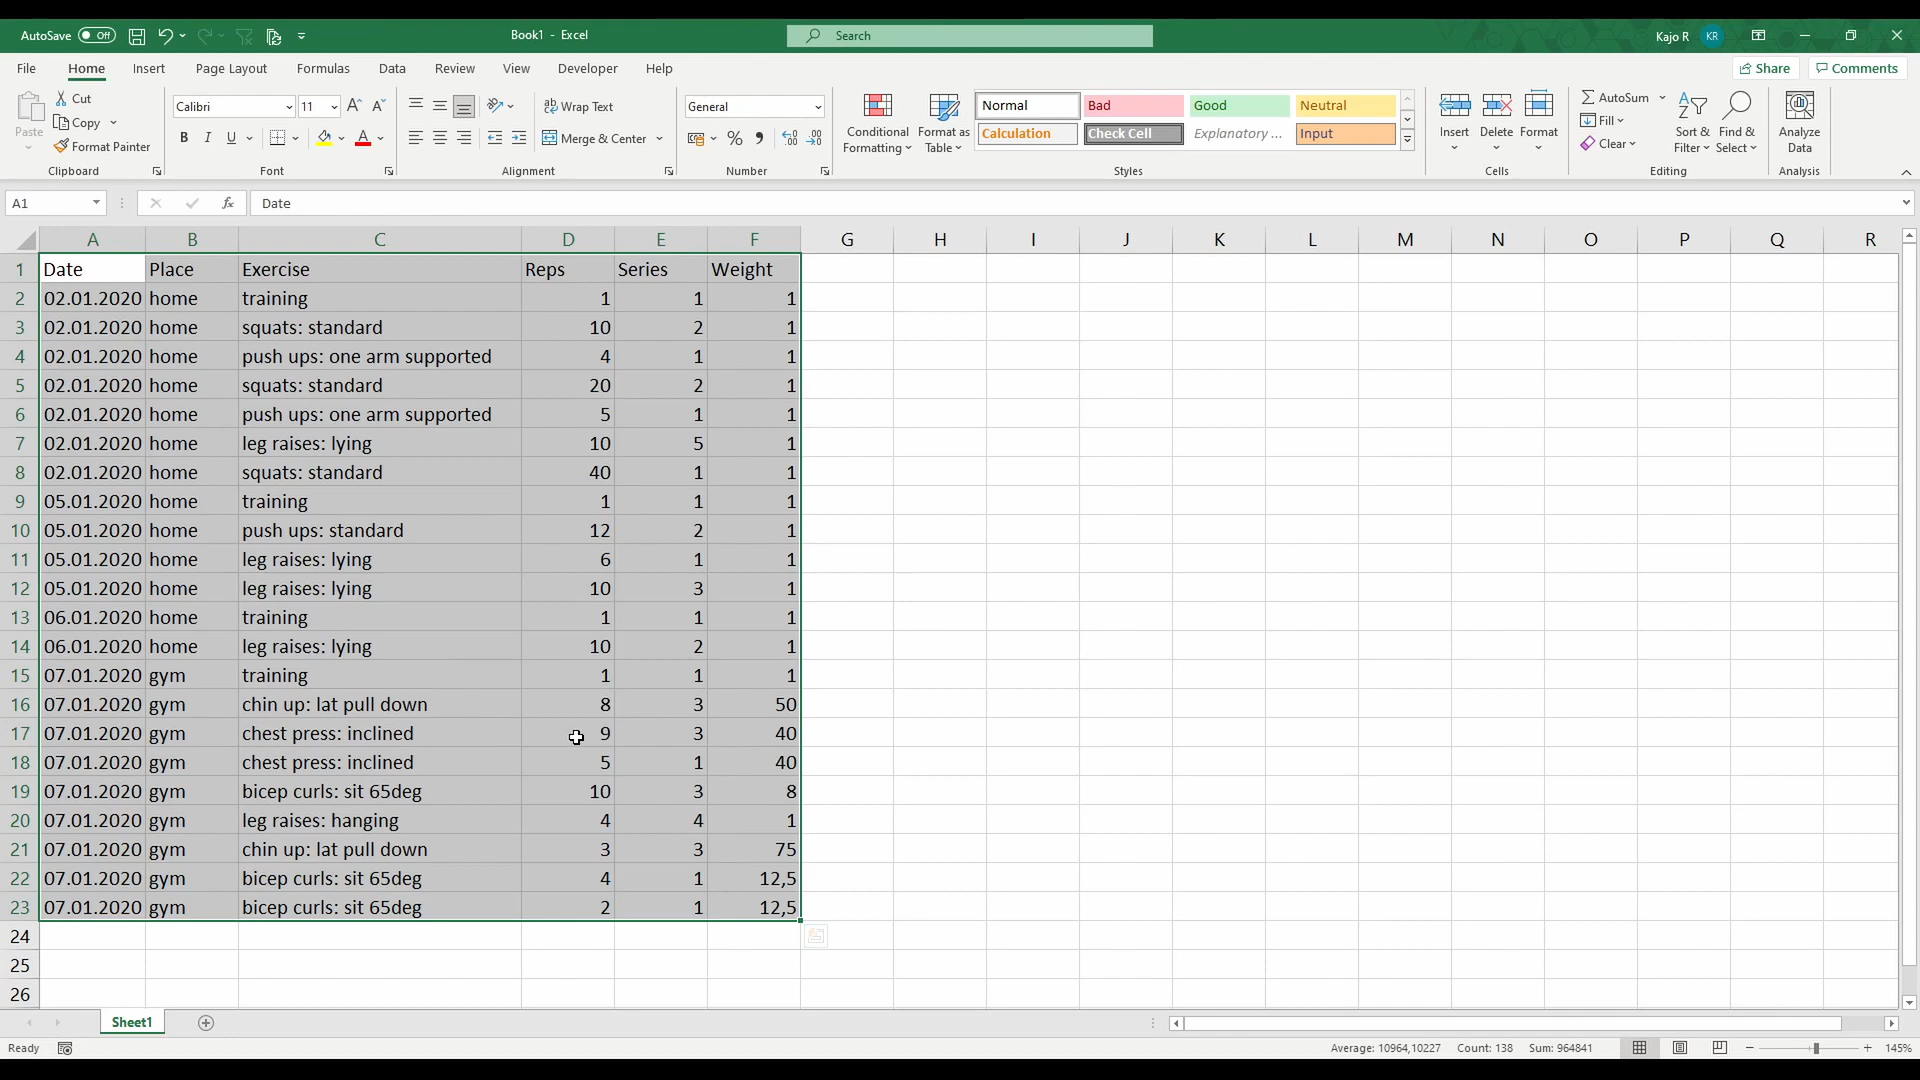 AutoSave Off Book1 - Excel Search Kajo R KR
File Home Insert Page Layout Formulas Data Review View Developer Help Share Comments
Paste Cut Copy Format Painter
Clipboard
Calibri 11 A A
B I U A
Font
Wrap Text
Merge & Center
Alignment
General
% ,
Number
Conditional Formatting Format as Table
Normal Bad Good Neutral
Calculation Check Cell Explanatory ... Input
Styles
Insert Delete Format
Cells
AutoSum
Fill
Clear
Sort & Filter Find & Select
Editing
Analyze Data
Analysis
A1 fx Date
A B C D E F G H I J K L M N O P Q R
1 Date Place Exercise Reps Series Weight
2 02.01.2020 home training 1 1 1
3 02.01.2020 home squats: standard 10 2 1
4 02.01.2020 home push ups: one arm supported 4 1 1
5 02.01.2020 home squats: standard 20 2 1
6 02.01.2020 home push ups: one arm supported 5 1 1
7 02.01.2020 home leg raises: lying 10 5 1
8 02.01.2020 home squats: standard 40 1 1
9 05.01.2020 home training 1 1 1
10 05.01.2020 home push ups: standard 12 2 1
11 05.01.2020 home leg raises: lying 6 1 1
12 05.01.2020 home leg raises: lying 10 3 1
13 06.01.2020 home training 1 1 1
14 06.01.2020 home leg raises: lying 10 2 1
15 07.01.2020 gym training 1 1 1
16 07.01.2020 gym chin up: lat pull down 8 3 50
17 07.01.2020 gym chest press: inclined 9 3 40
18 07.01.2020 gym chest press: inclined 5 1 40
19 07.01.2020 gym bicep curls: sit 65deg 10 3 8
20 07.01.2020 gym leg raises: hanging 4 4 1
21 07.01.2020 gym chin up: lat pull down 3 3 75
22 07.01.2020 gym bicep curls: sit 65deg 4 1 12,5
23 07.01.2020 gym bicep curls: sit 65deg 2 1 12,5
24
25
26
Sheet1
Ready Average: 10964,10227 Count: 138 Sum: 964841 145%